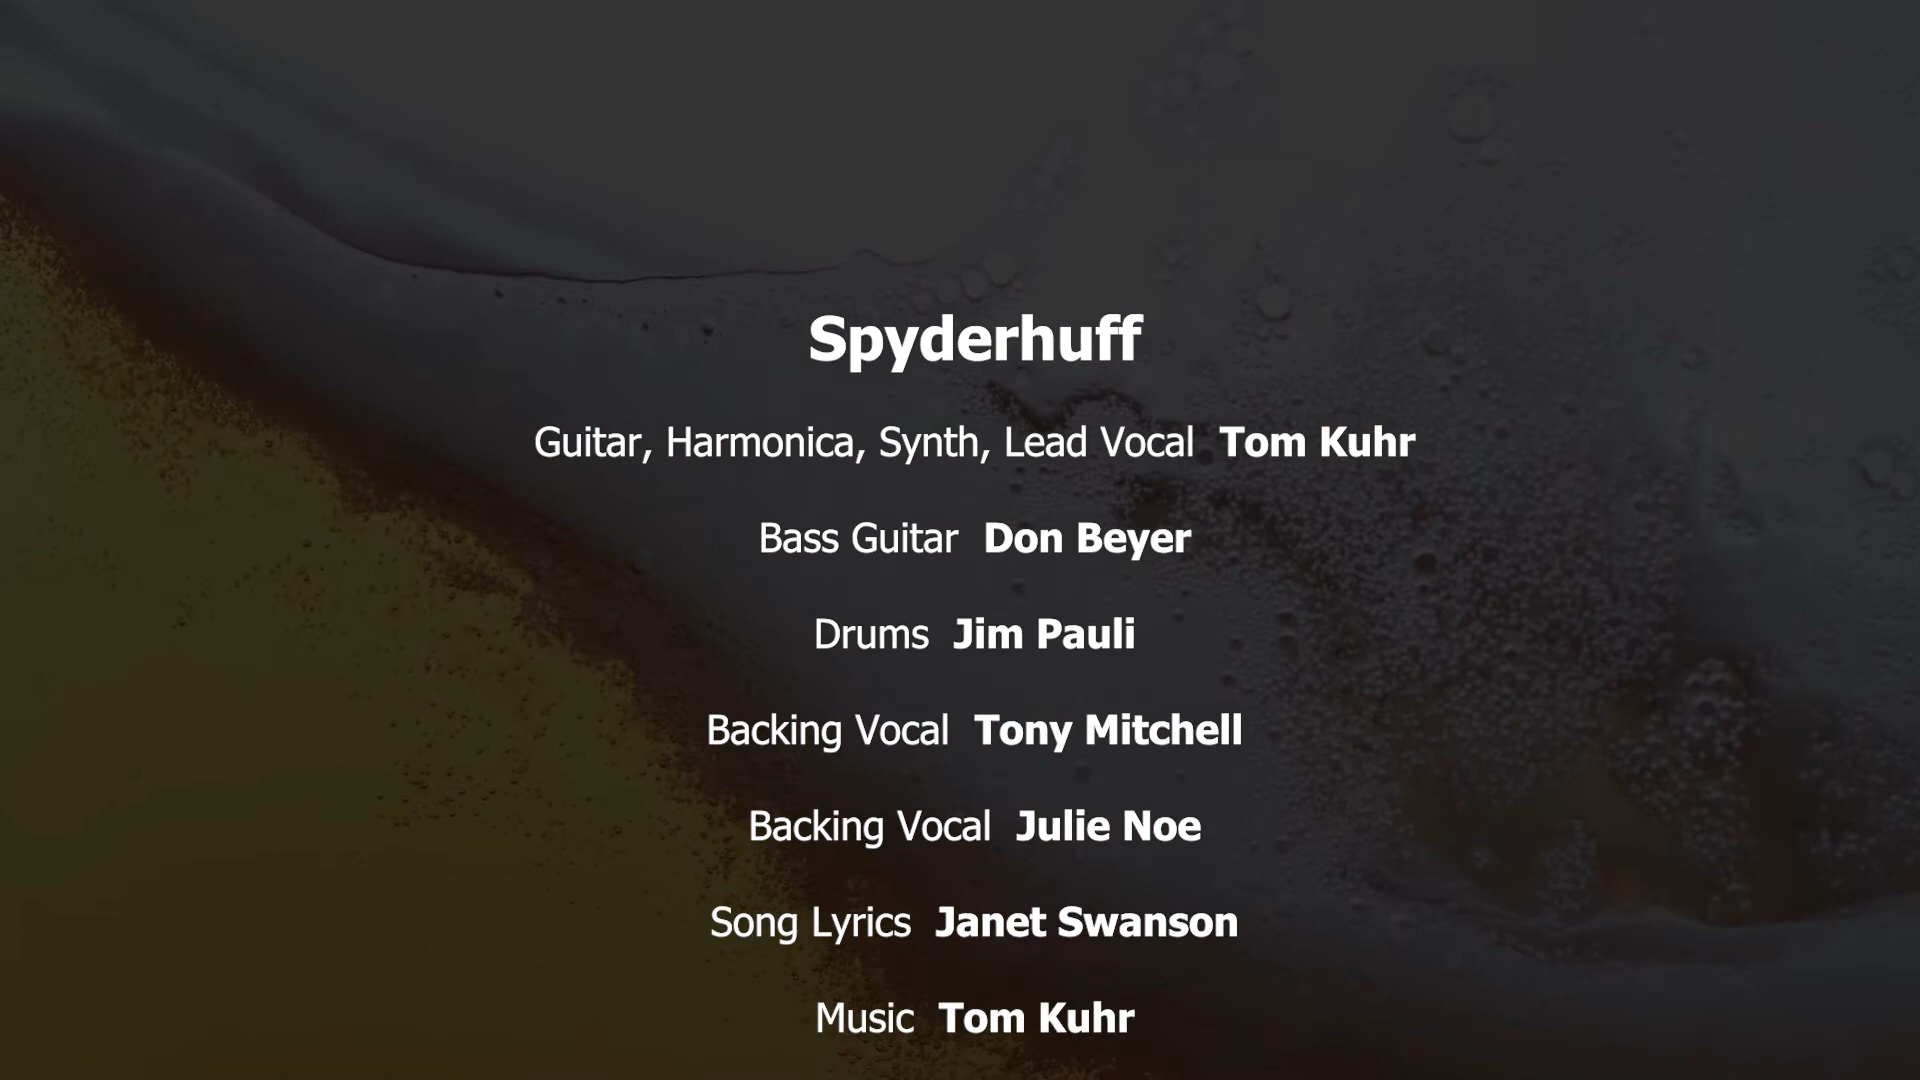 Spyderhuff
Guitar, Harmonica, Synth, Lead Vocal Tom Kuhr
Bass Guitar Don Beyer
Drums Jim Pauli
Backing Vocal Tony Mitchell
Backing Vocal Julie Noe
Song Lyrics Janet Swanson
Music Tom Kuhr